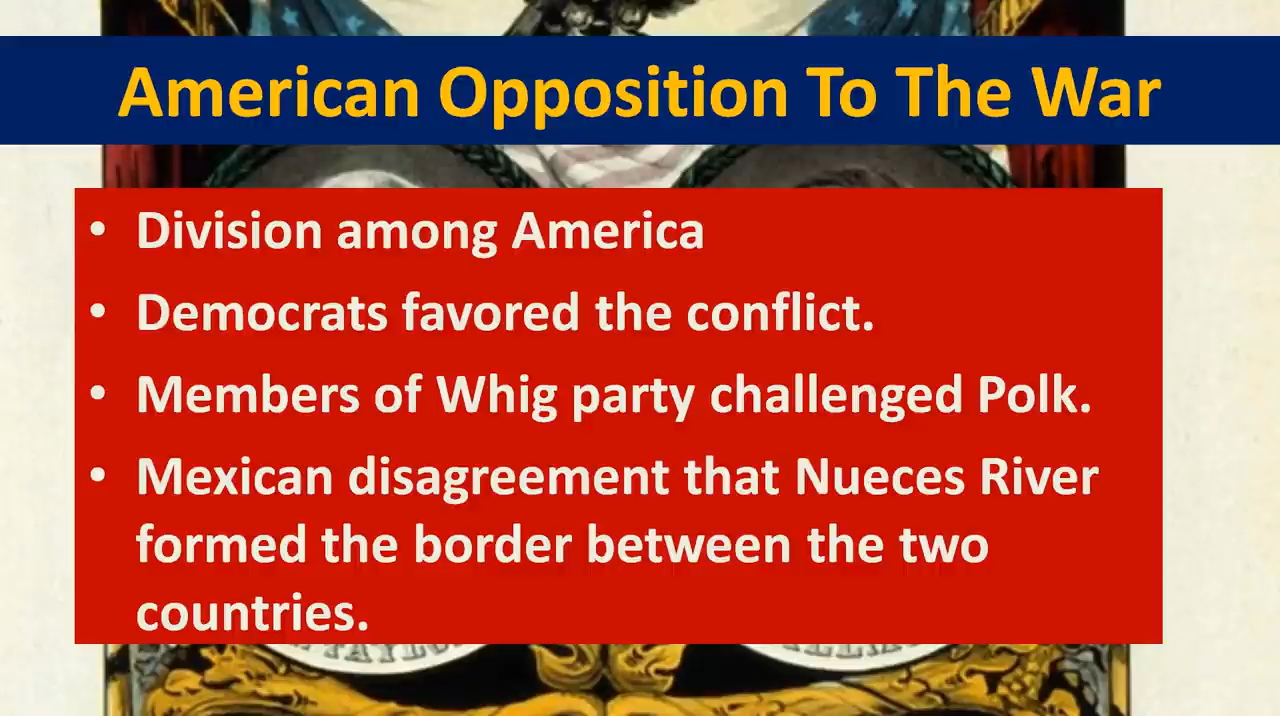 American Opposition To The War
• Division among America
• Democrats favored the conflict.
• Members of Whig party challenged Polk.
• Mexican disagreement that Nueces River
formed the border between the two
countries.